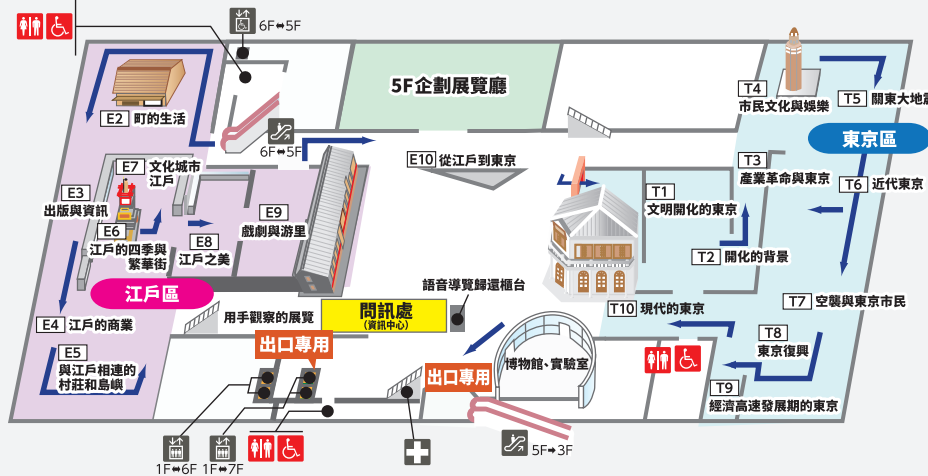 6F⬌5F
5F企劃展覽廳
6F⬌5F
E2 町的生活
E7 文化城市
江戶
E3
出版與資訊
E6
江戶的四季與
繁華街
E8
江戶之美
E9
戲劇與游里
江戶區
E4 江戶的商業
E5
與江戶相連的
村莊和島嶼
E10 從江戶到東京
用手觀察的展覽
問訊處
(資訊中心)
語音導覽歸還櫃台
出口專用
出口專用
博物館、實驗室
1F⬌6F
1F⬌7F
5F➡3F
T4
市民文化與娛樂
T5 關東大地震
東京區
T3
產業革命與東京
T6 近代東京
T1
文明開化的東京
T2 開化的背景
T7 空襲與東京市民
T10 現代的東京
T8
東京復興
T9
經濟高速發展期的東京